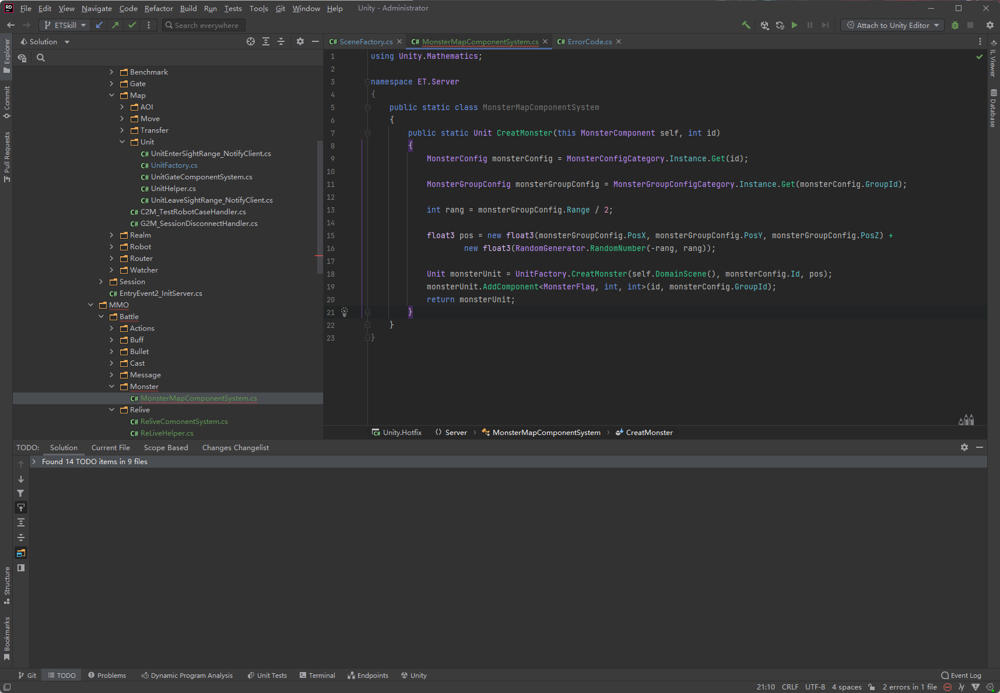 RD File Edit View Navigate Code Refactor Build Run Tests Tools Git Window Help Unity - Administrator
ETSkill Search everywhere Attach to Unity Editor
Solution
SceneFactory.cs MonsterMapComponentSystem.cs ErrorCode.cs
Explorer
Commit
Pull Requests
Structure
Bookmarks
IL Viewer
Database
Benchmark
Gate
Map
AOI
Move
Transfer
Unit
C# UnitEnterSightRange_NotifyClient.cs
C# UnitFactory.cs
C# UnitGateComponentSystem.cs
C# UnitHelper.cs
C# UnitLeaveSightRange_NotifyClient.cs
C# C2M_TestRobotCaseHandler.cs
C# G2M_SessionDisconnectHandler.cs
Realm
Robot
Router
Watcher
Session
C# EntryEvent2_InitServer.cs
MMO
Battle
Actions
Buff
Bullet
Cast
Message
Monster
C# MonsterMapComponentSystem.cs
Relive
C# ReliveComonentSystem.cs
C# ReLiveHelper.cs
1 using Unity.Mathematics;
2
3 namespace ET.Server
4 {
5 public static class MonsterMapComponentSystem
6 {
7 public static Unit CreatMonster(this MonsterComponent self, int id)
8 {
9 MonsterConfig monsterConfig = MonsterConfigCategory.Instance.Get(id);
10
11 MonsterGroupConfig monsterGroupConfig = MonsterGroupConfigCategory.Instance.Get(monsterConfig.GroupId);
12
13 int rang = monsterGroupConfig.Range / 2;
14
15 float3 pos = new float3(monsterGroupConfig.PosX, monsterGroupConfig.PosY, monsterGroupConfig.PosZ) +
16 new float3(RandomGenerator.RandomNumber(-rang, rang));
17
18 Unit monsterUnit = UnitFactory.CreatMonster(self.DomainScene(), monsterConfig.Id, pos);
19 monsterUnit.AddComponent<MonsterFlag, int, int>(id, monsterConfig.GroupId);
20 return monsterUnit;
21 }
22 }
23 }
Unity.Hotfix Server MonsterMapComponentSystem CreatMonster
TODO: Solution Current File Scope Based Changes Changelist
Found 14 TODO items in 9 files
Git TODO Problems Dynamic Program Analysis Unit Tests Terminal Endpoints Unity Event Log
21:10 CRLF UTF-8 4 spaces 2 errors in 1 file